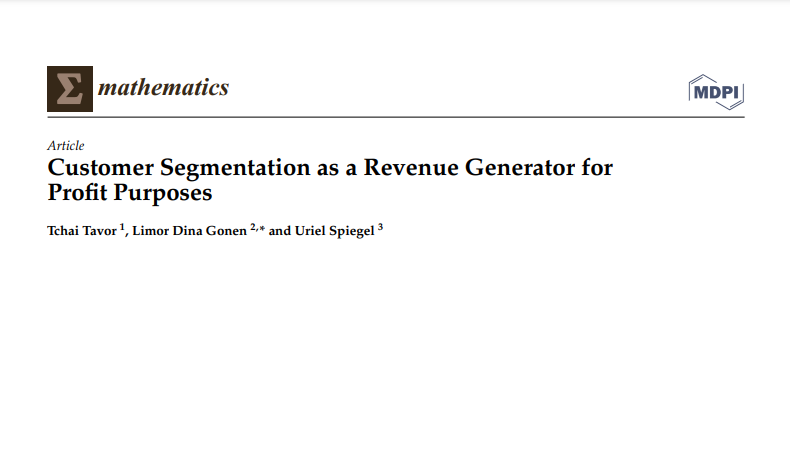 Σ mathematics
MDPI
Article
Customer Segmentation as a Revenue Generator for
Profit Purposes
Tchai Tavor 1, Limor Dina Gonen 2,* and Uriel Spiegel 3